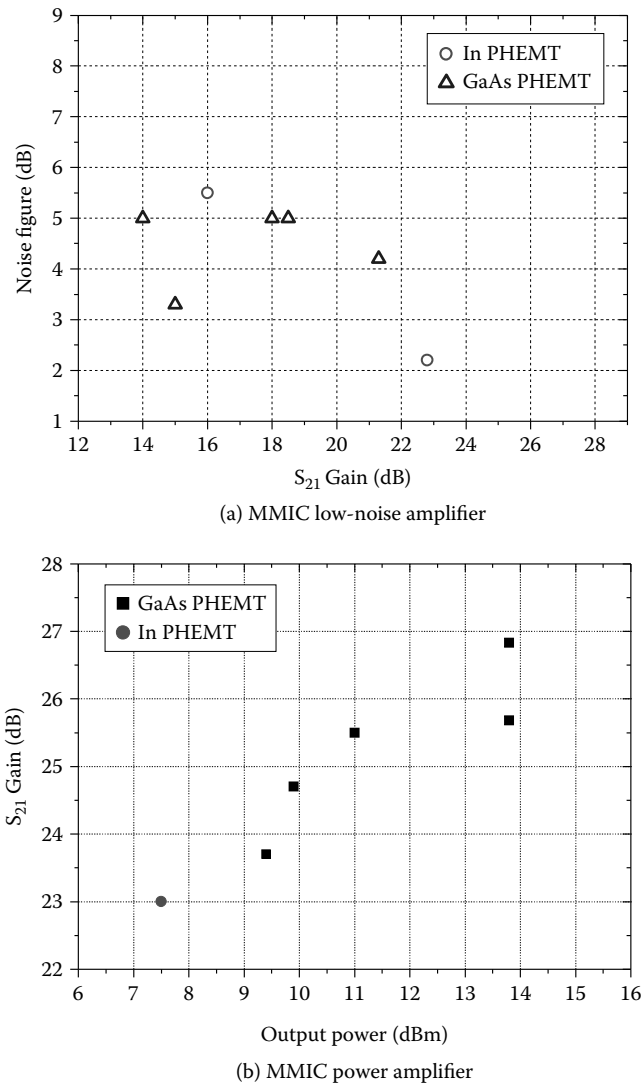 9
8
7
6
5
4
3
2
1
Noise figure (dB)
In PHEMT
GaAs PHEMT
12 14 16 18 20 22 24 26 28
S21 Gain (dB)
(a) MMIC low-noise amplifier
28
27
26
25
24
23
22
S21 Gain (dB)
GaAs PHEMT
In PHEMT
6 7 8 9 10 11 12 13 14 15 16
Output power (dBm)
(b) MMIC power amplifier